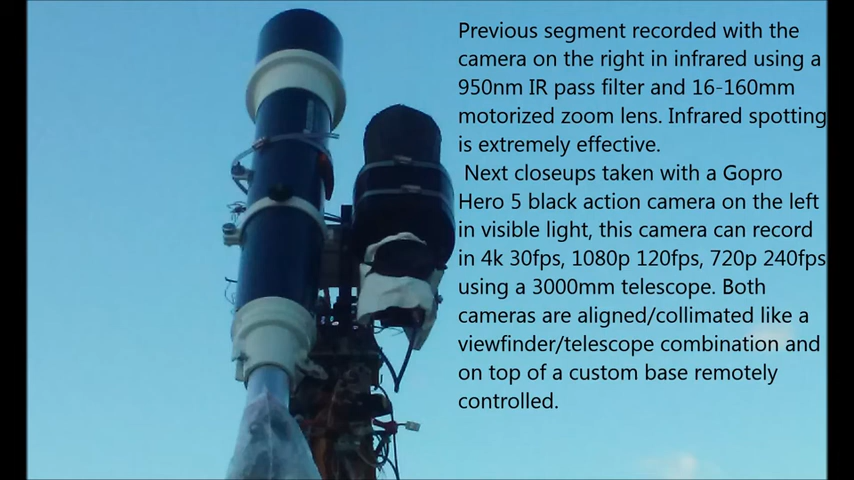 Previous segment recorded with the
camera on the right in infrared using a
950nm IR pass filter and 16-160mm
motorized zoom lens. Infrared spotting
is extremely effective.
Next closeups taken with a Gopro
Hero 5 black action camera on the left
in visible light, this camera can record
in 4k 30fps, 1080p 120fps, 720p 240fps
using a 3000mm telescope. Both
cameras are aligned/collimated like a
viewfinder/telescope combination and
on top of a custom base remotely
controlled.